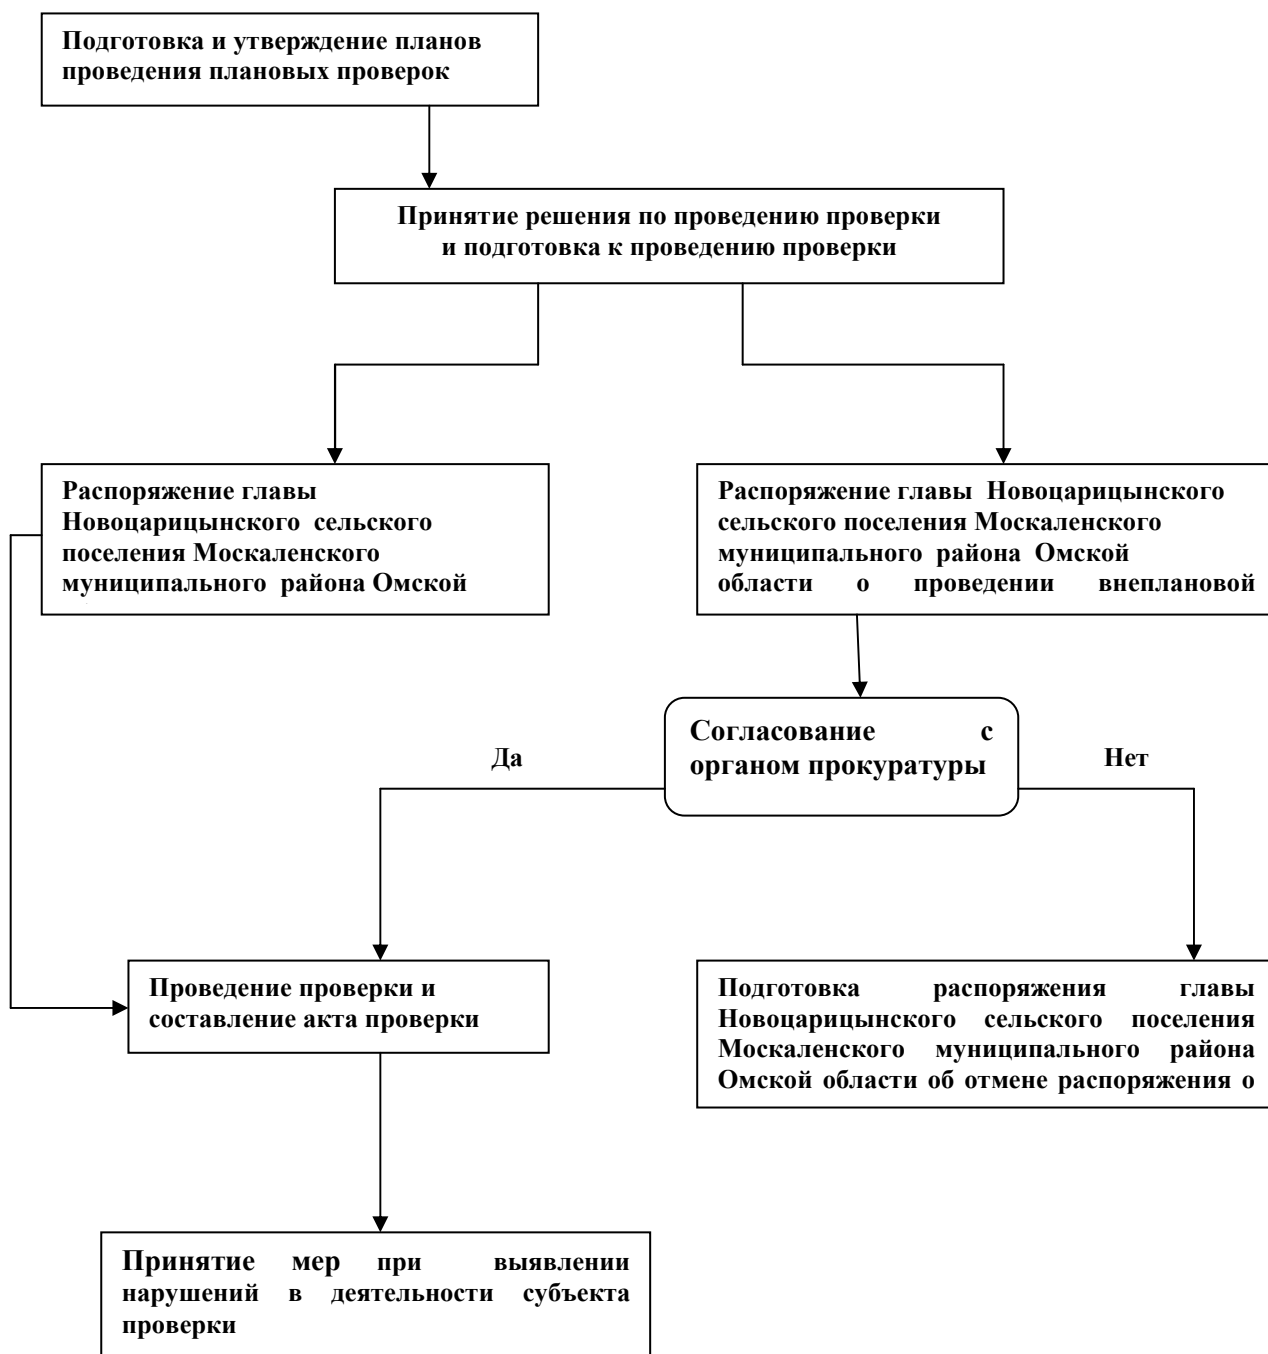 Подготовка и утверждение планов
проведения плановых проверок
Принятие решения по проведению проверки
и подготовка к проведению проверки
Распоряжение главы
Новоцарицынского сельского
поселения Москаленского
муниципального района Омской
Распоряжение главы Новоцарицынского
сельского поселения Москаленского
муниципального района Омской
области о проведении внеплановой
Согласование с
органом прокуратуры
Да
Нет
Проведение проверки и
составление акта проверки
Подготовка распоряжения главы
Новоцарицынского сельского поселения
Москаленского муниципального района
Омской области об отмене распоряжения о
Принятие мер при выявлении
нарушений в деятельности субъекта
проверки